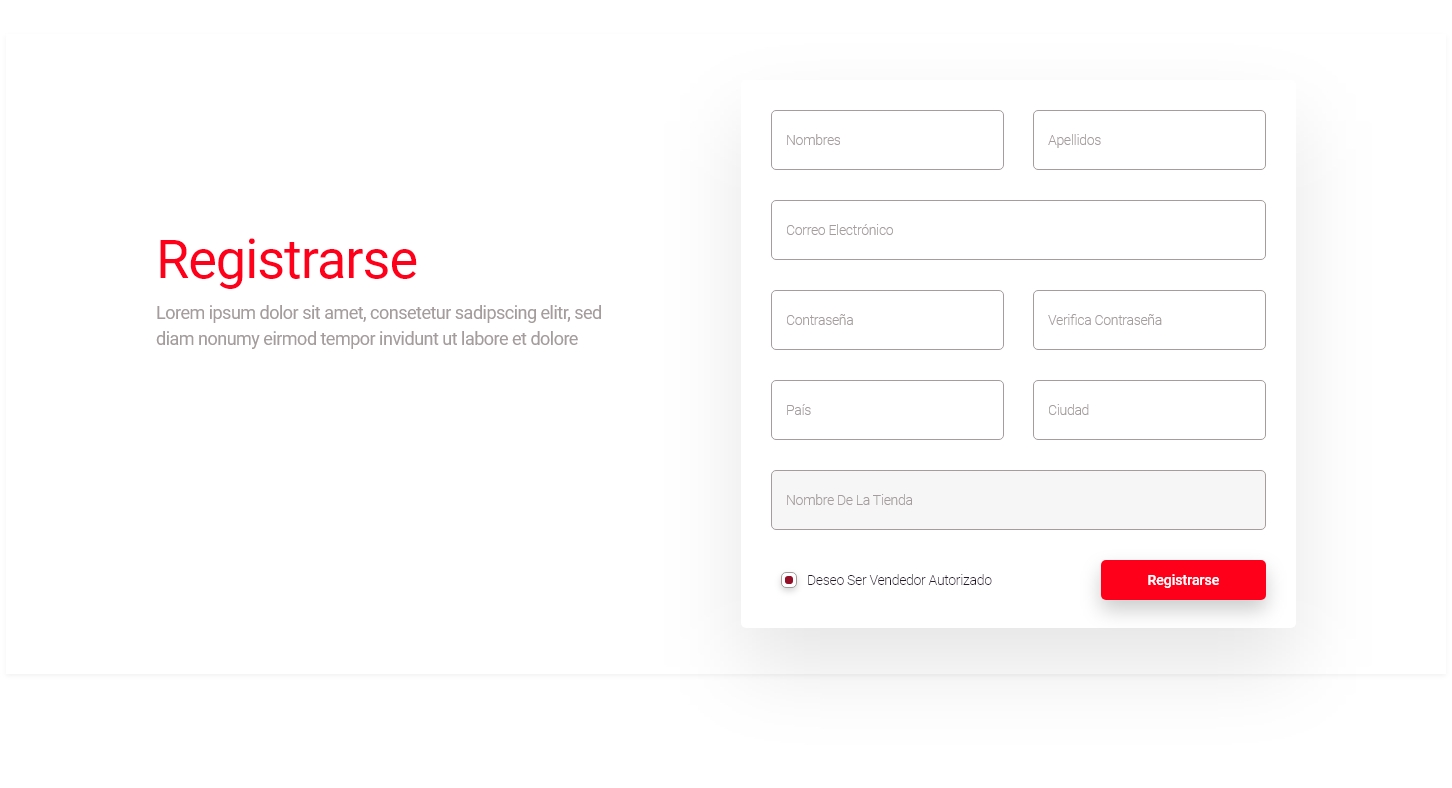 Registrarse
Lorem ipsum dolor sit amet, consetetur sadipscing elitr, sed
diam nonumy eirmod tempor invidunt ut labore et dolore
Nombres
Apellidos
Correo Electrónico
Contraseña
Verifica Contraseña
País
Ciudad
Nombre De La Tienda
Deseo Ser Vendedor Autorizado
Registrarse